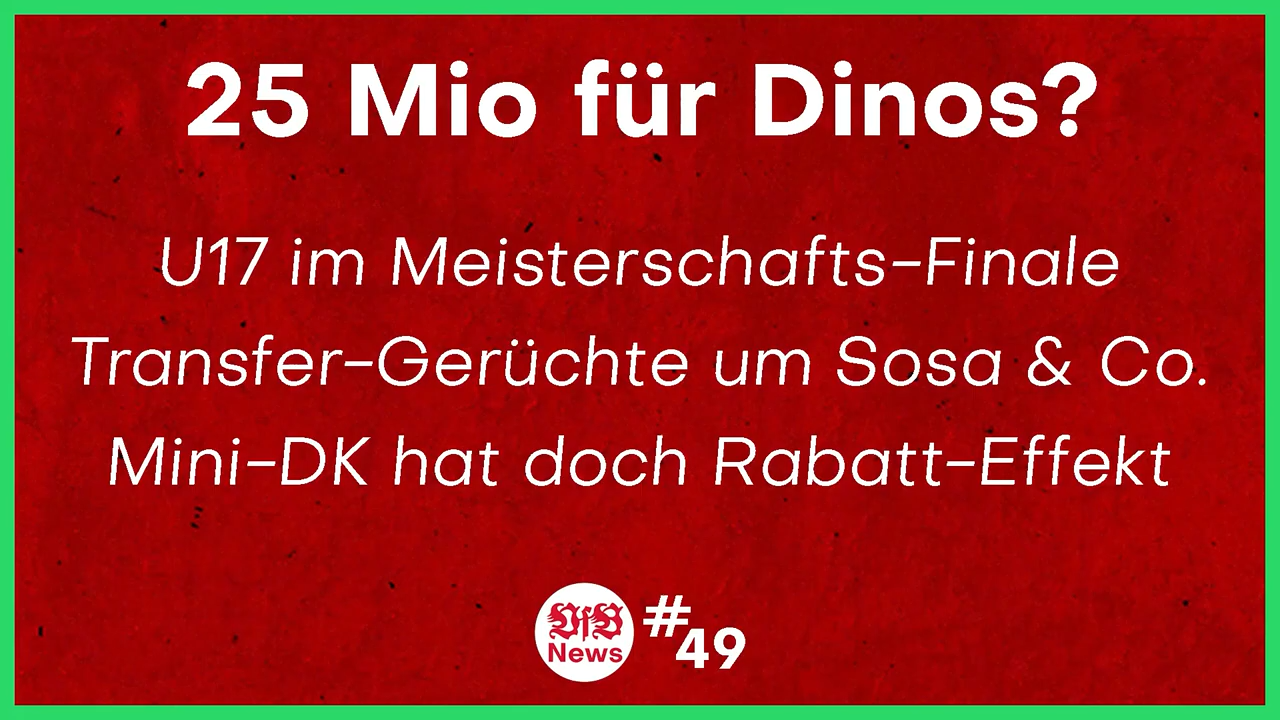 25 Mio für Dinos?
U17 im Meisterschafts-Finale
Transfer-Gerüchte um Sosa & Co.
Mini-DK hat doch Rabatt-Effekt
VfB
News
#49